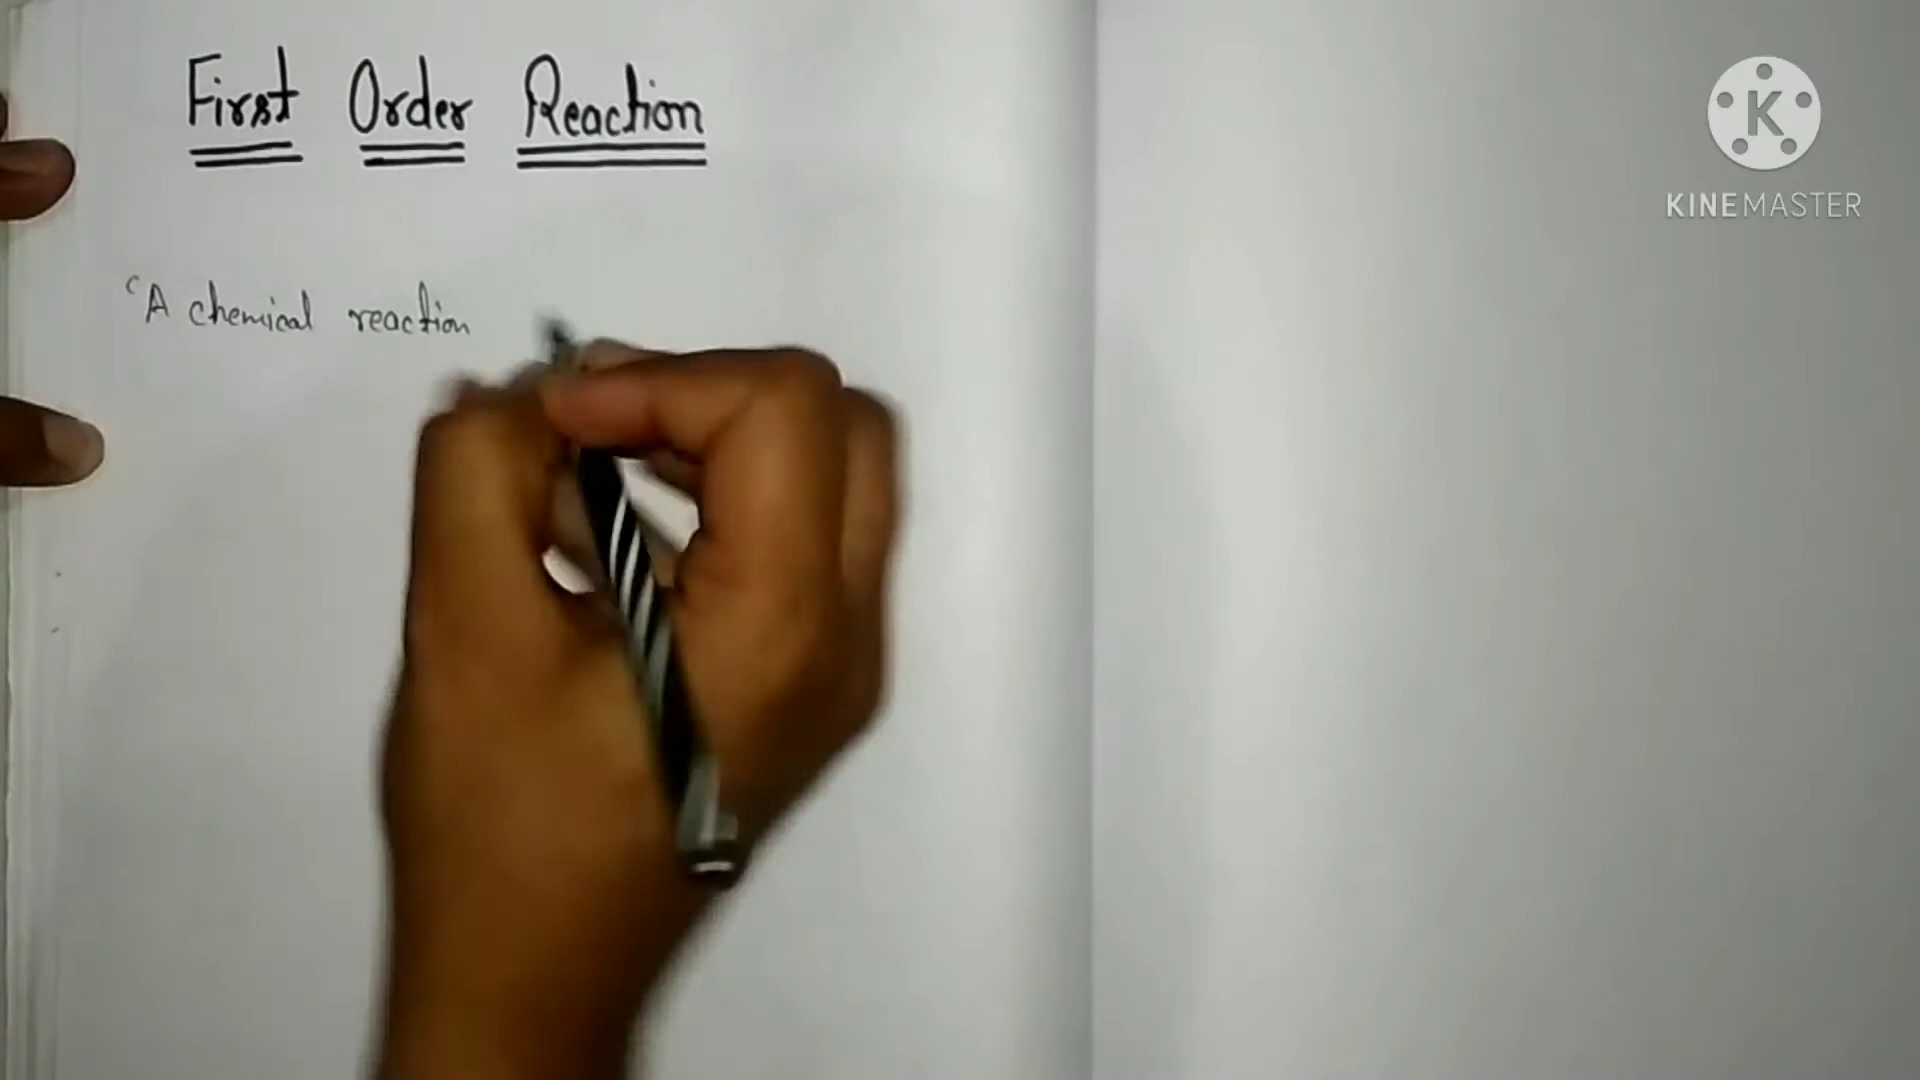 First Order Reaction
K
KINEMASTER
‘A chemical reaction